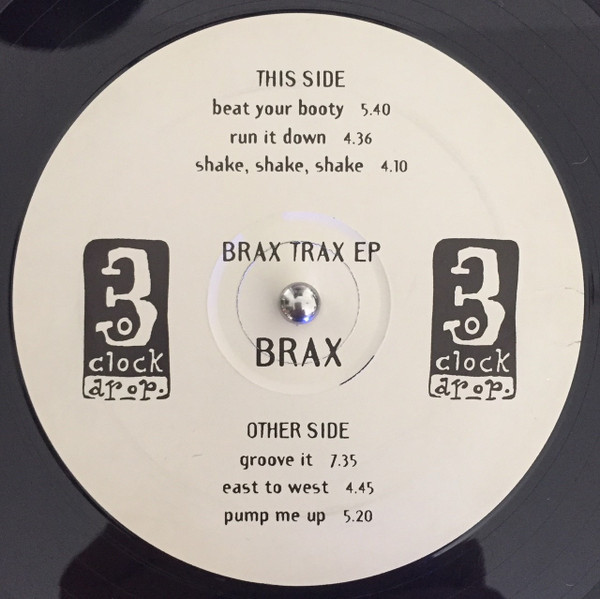 THIS SIDE
beat your booty 5.40
run it down 4.36
shake, shake, shake 4.10
BRAX TRAX EP
BRAX
3 o
clock
drop.
3 o
clock
drop.
OTHER SIDE
groove it 7.35
east to west 4.45
pump me up 5.20